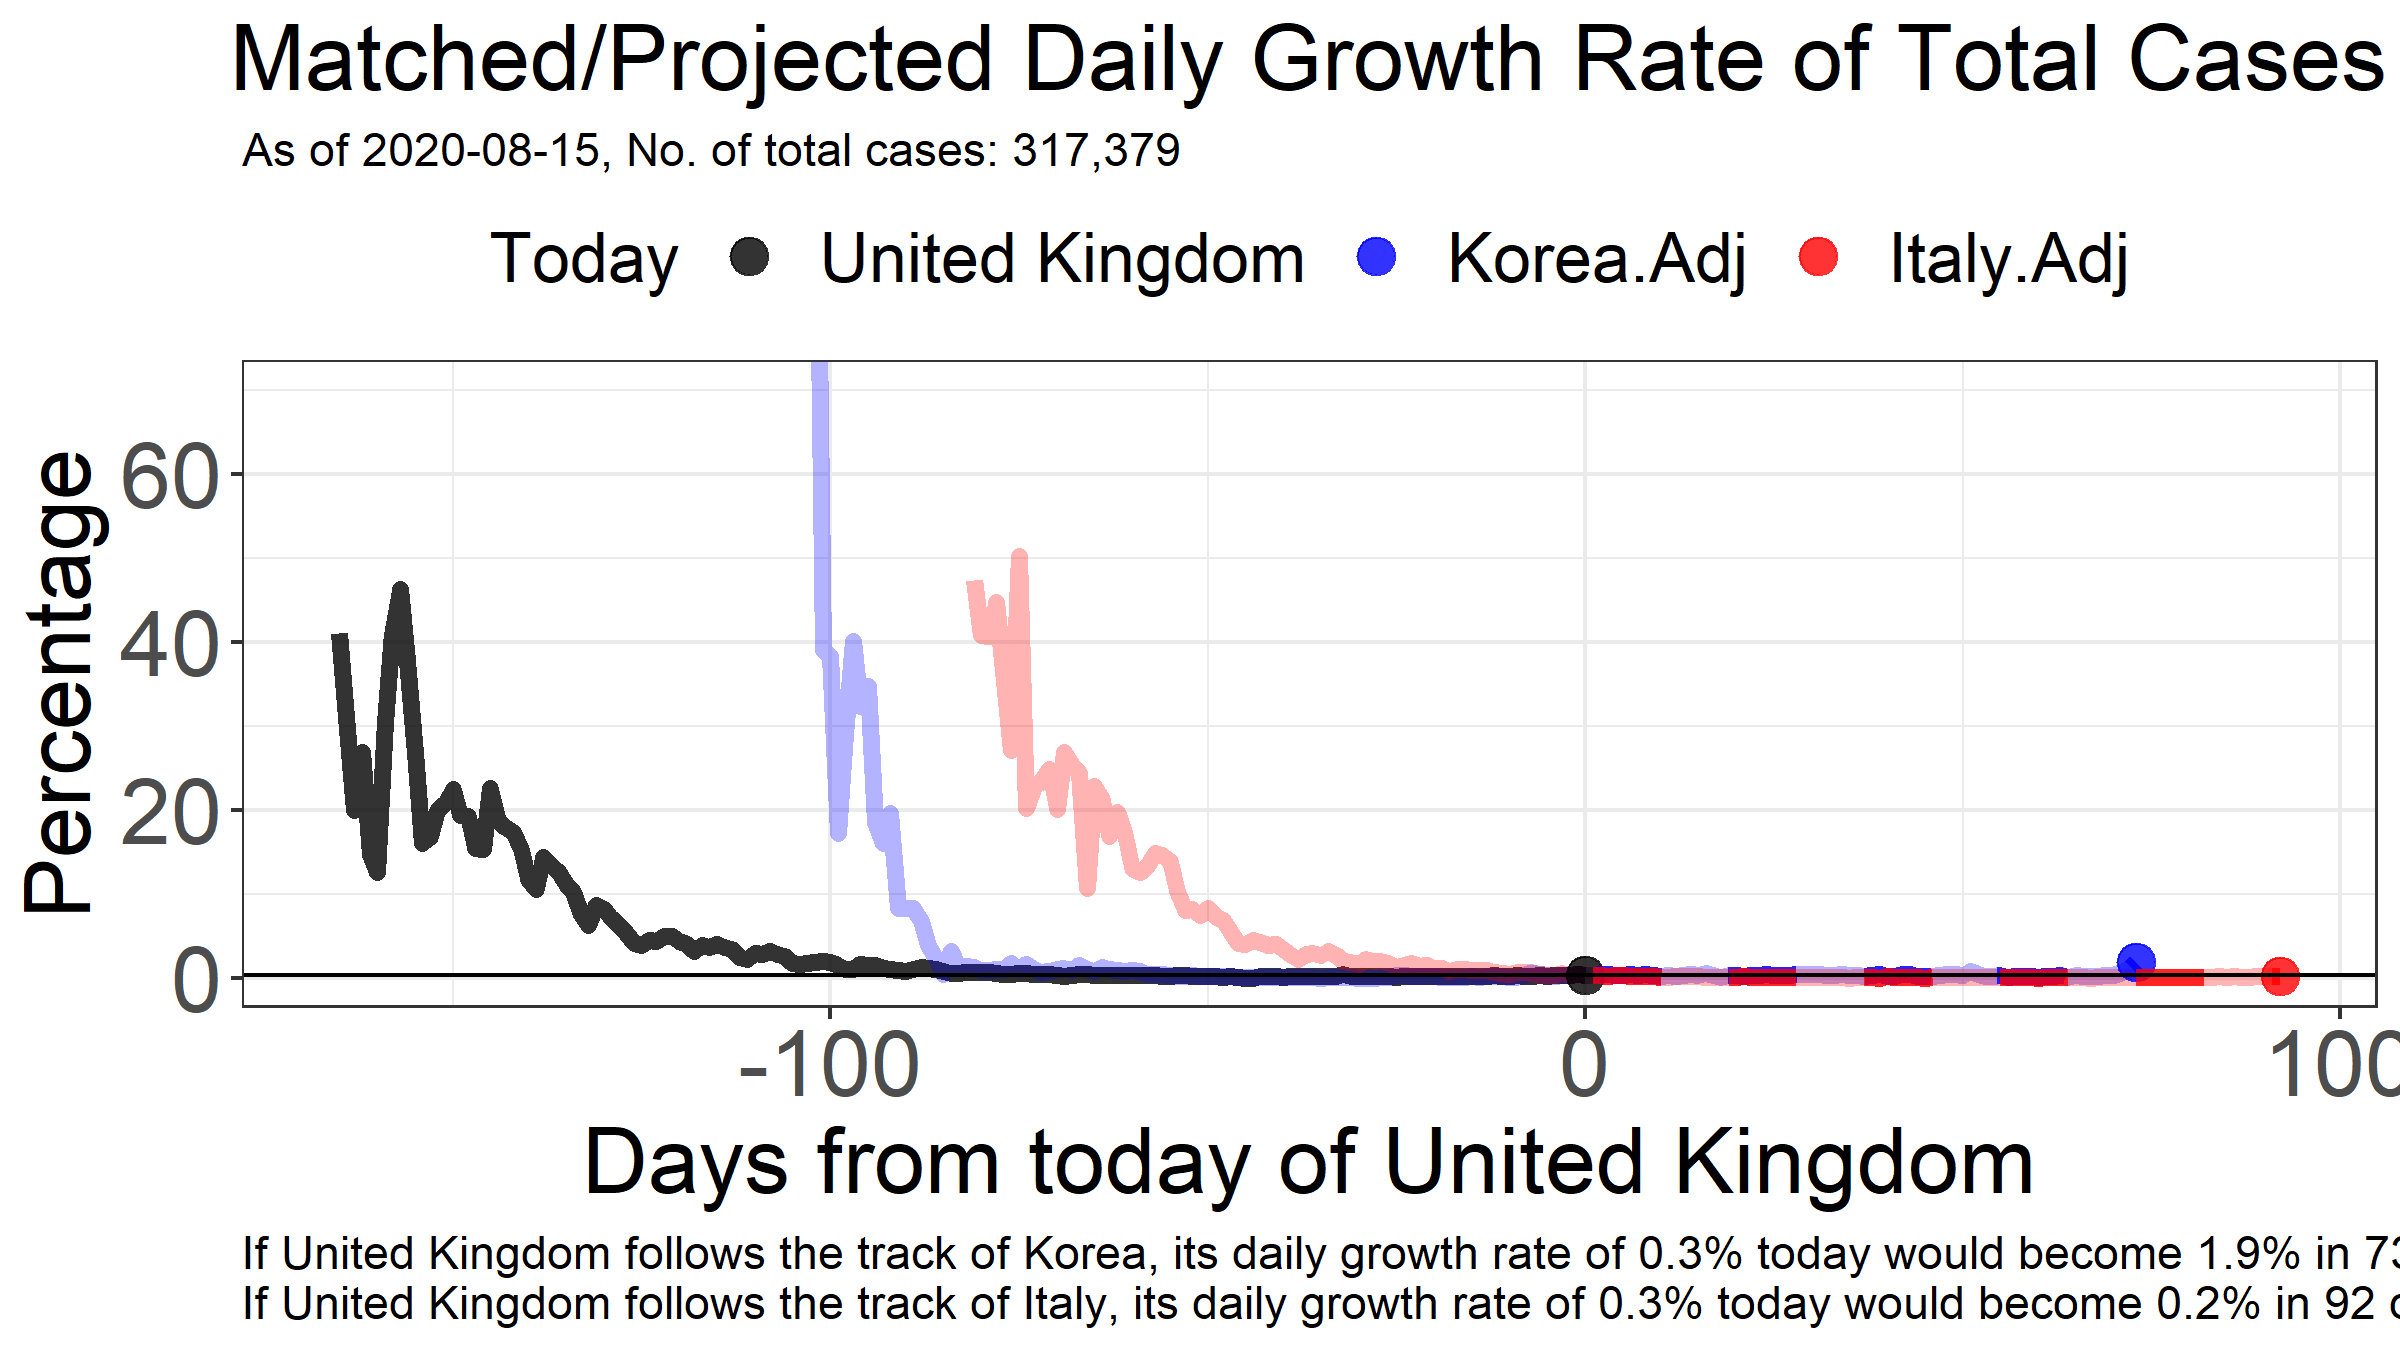 Matched/Projected Daily Growth Rate of Total Cases
As of 2020-08-15, No. of total cases: 317,379
Today United Kingdom Korea.Adj Italy.Adj
Percentage
60
40
20
0
-100 0 100
Days from today of United Kingdom
If United Kingdom follows the track of Korea, its daily growth rate of 0.3% today would become 1.9% in 73
If United Kingdom follows the track of Italy, its daily growth rate of 0.3% today would become 0.2% in 92